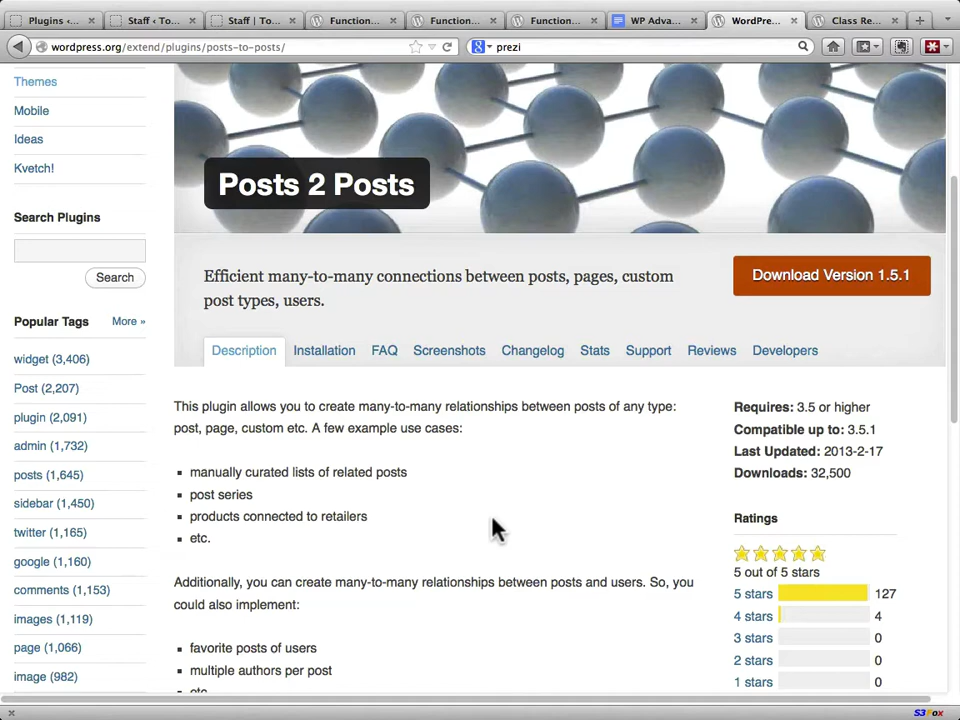 Plugins ‹...
Staff ‹ To...
Staff | To...
Function...
Function...
Function...
WP Adva...
WordPre...
Class Re...
wordpress.org/extend/plugins/posts-to-posts/
prezi
Themes
Mobile
Ideas
Kvetch!
Search Plugins
Search
Popular Tags More »
widget (3,406)
Post (2,207)
plugin (2,091)
admin (1,732)
posts (1,645)
sidebar (1,450)
twitter (1,165)
google (1,160)
comments (1,153)
images (1,119)
page (1,066)
image (982)
Posts 2 Posts
Efficient many-to-many connections between posts, pages, custom
post types, users.
Download Version 1.5.1
Description Installation FAQ Screenshots Changelog Stats Support Reviews Developers
This plugin allows you to create many-to-many relationships between posts of any type:
post, page, custom etc. A few example use cases:
manually curated lists of related posts
post series
products connected to retailers
etc.
Additionally, you can create many-to-many relationships between posts and users. So, you
could also implement:
favorite posts of users
multiple authors per post
etc
Requires: 3.5 or higher
Compatible up to: 3.5.1
Last Updated: 2013-2-17
Downloads: 32,500
Ratings
5 out of 5 stars
5 stars 127
4 stars 4
3 stars 0
2 stars 0
1 stars 0
S3Fox